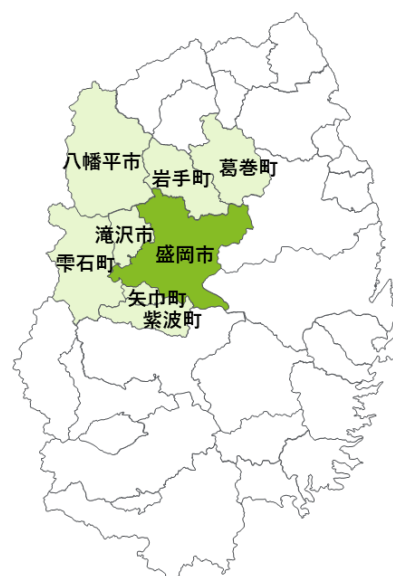 八幡平市
岩手町
葛巻町
滝沢市
盛岡市
雫石町
矢巾町
紫波町